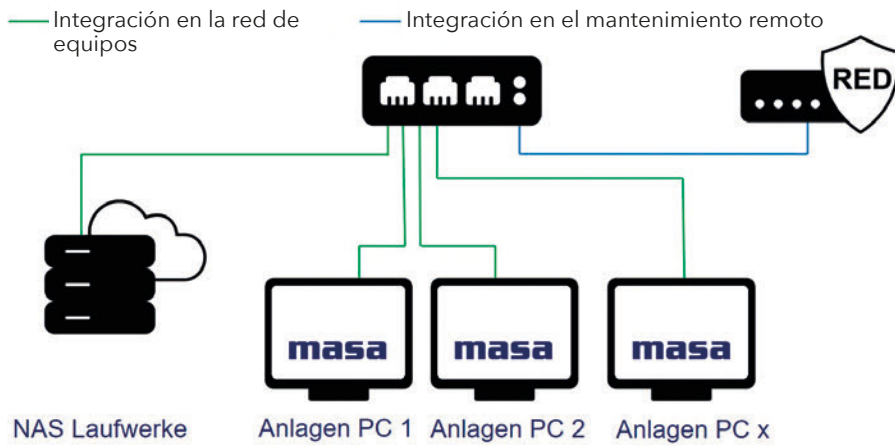 Integración en la red de
equipos
Integración en el mantenimiento remoto
RED
masa
masa
masa
NAS Laufwerke
Anlagen PC 1
Anlagen PC 2
Anlagen PC x